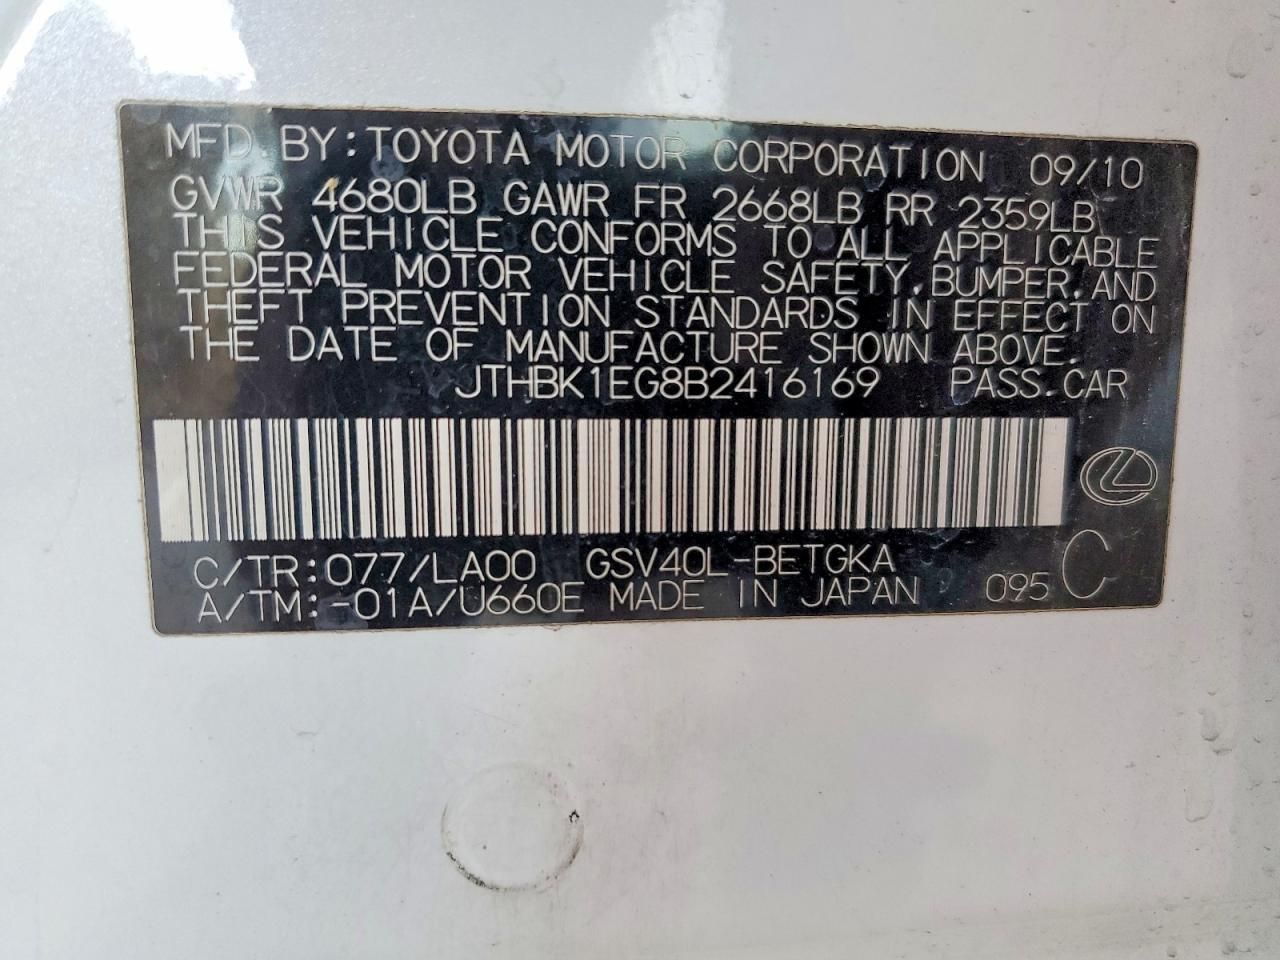 MFD. BY: TOYOTA MOTOR CORPORATION 09/10
GVWR 4680LB GAWR FR 2668LB RR 2359LB
THIS VEHICLE CONFORMS TO ALL APPLICABLE
FEDERAL MOTOR VEHICLE SAFETY, BUMPER, AND
THEFT PREVENTION STANDARDS IN EFFECT ON
THE DATE OF MANUFACTURE SHOWN ABOVE.
JTHBK1EG8B2416169 PASS. CAR
C/TR: 077/LA00 GSV40L-BETGKA
A/TM: -01A/U660E MADE IN JAPAN 095 C